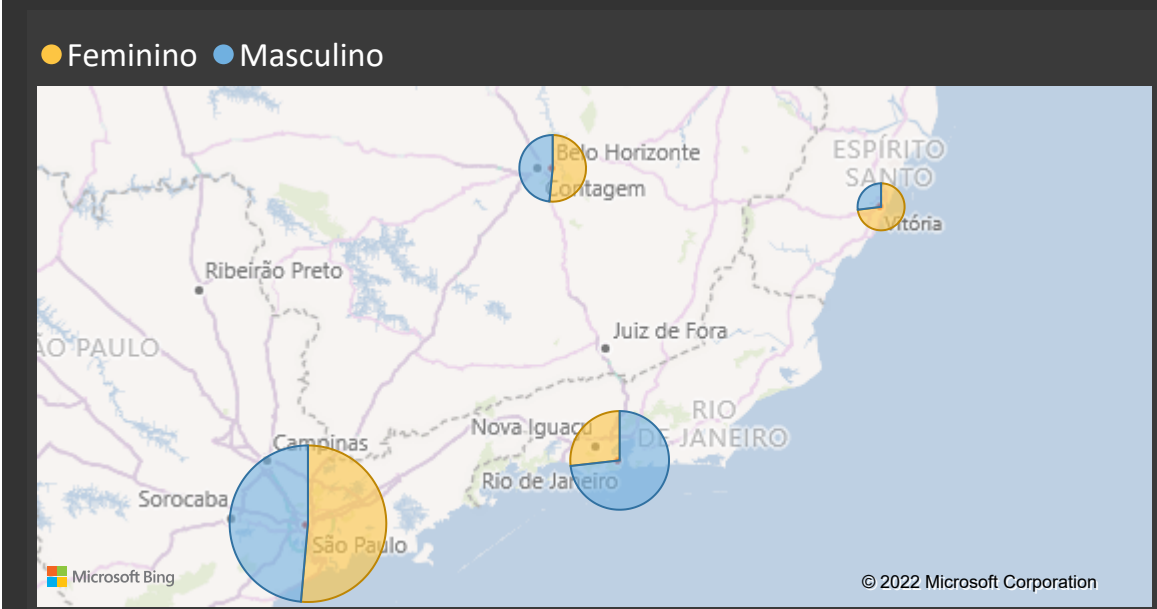 Feminino Masculino
Belo Horizonte
ESPÍRITO
SANTO
Contagem
Vitória
Ribeirão Preto
Juiz de Fora
ÃO PAULO
RIO
DE JANEIRO
Nova Iguaçu
Campinas
Rio de Janeiro
Sorocaba
São Paulo
Microsoft Bing
© 2022 Microsoft Corporation